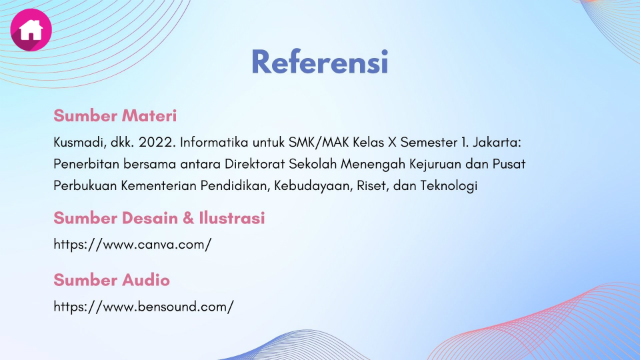 Referensi
Sumber Materi
Kusmadi, dkk. 2022. Informatika untuk SMK/MAK Kelas X Semester 1. Jakarta:
Penerbitan bersama antara Direktorat Sekolah Menengah Kejuruan dan Pusat
Perbukuan Kementerian Pendidikan, Kebudayaan, Riset, dan Teknologi
Sumber Desain & Ilustrasi
https://www.canva.com/
Sumber Audio
https://www.bensound.com/